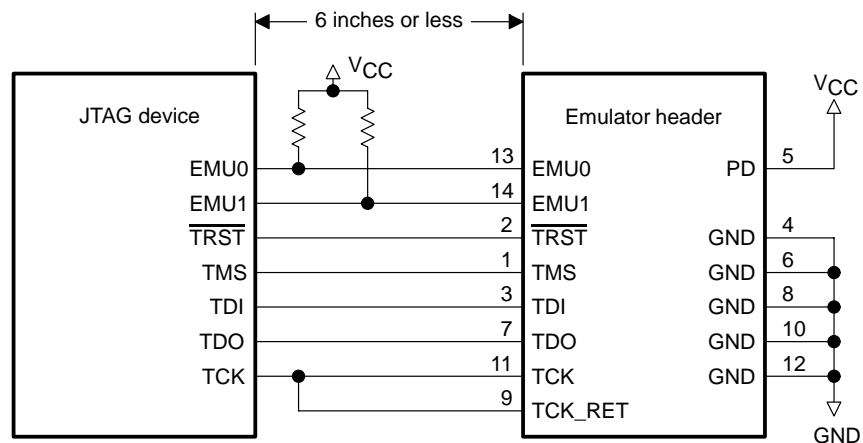 6 inches or less
VCC
VCC
JTAG device
Emulator header
EMU0 13 EMU0 PD 5
EMU1 14 EMU1
TRST 2 TRST GND 4
TMS 1 TMS GND 6
TDI 3 TDI GND 8
TDO 7 TDO GND 10
TCK 11 TCK GND 12
9 TCK_RET
GND